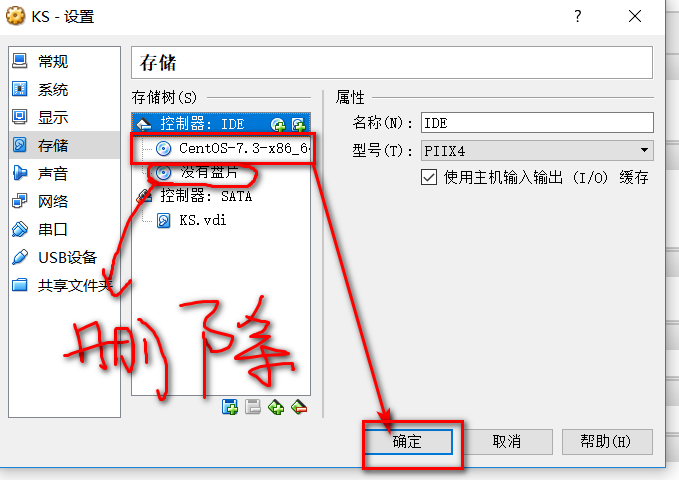 KS - 设置
?
常规
系统
显示
存储
声音
网络
串口
USB设备
共享文件夹
存储
存储树(S)
控制器: IDE
CentOS-7.3-x86_6
没有盘片
控制器: SATA
KS.vdi
删除
属性
名称(N): IDE
型号(T): PIIX4
使用主机输入输出 (I/O) 缓存
确定 取消 帮助(H)